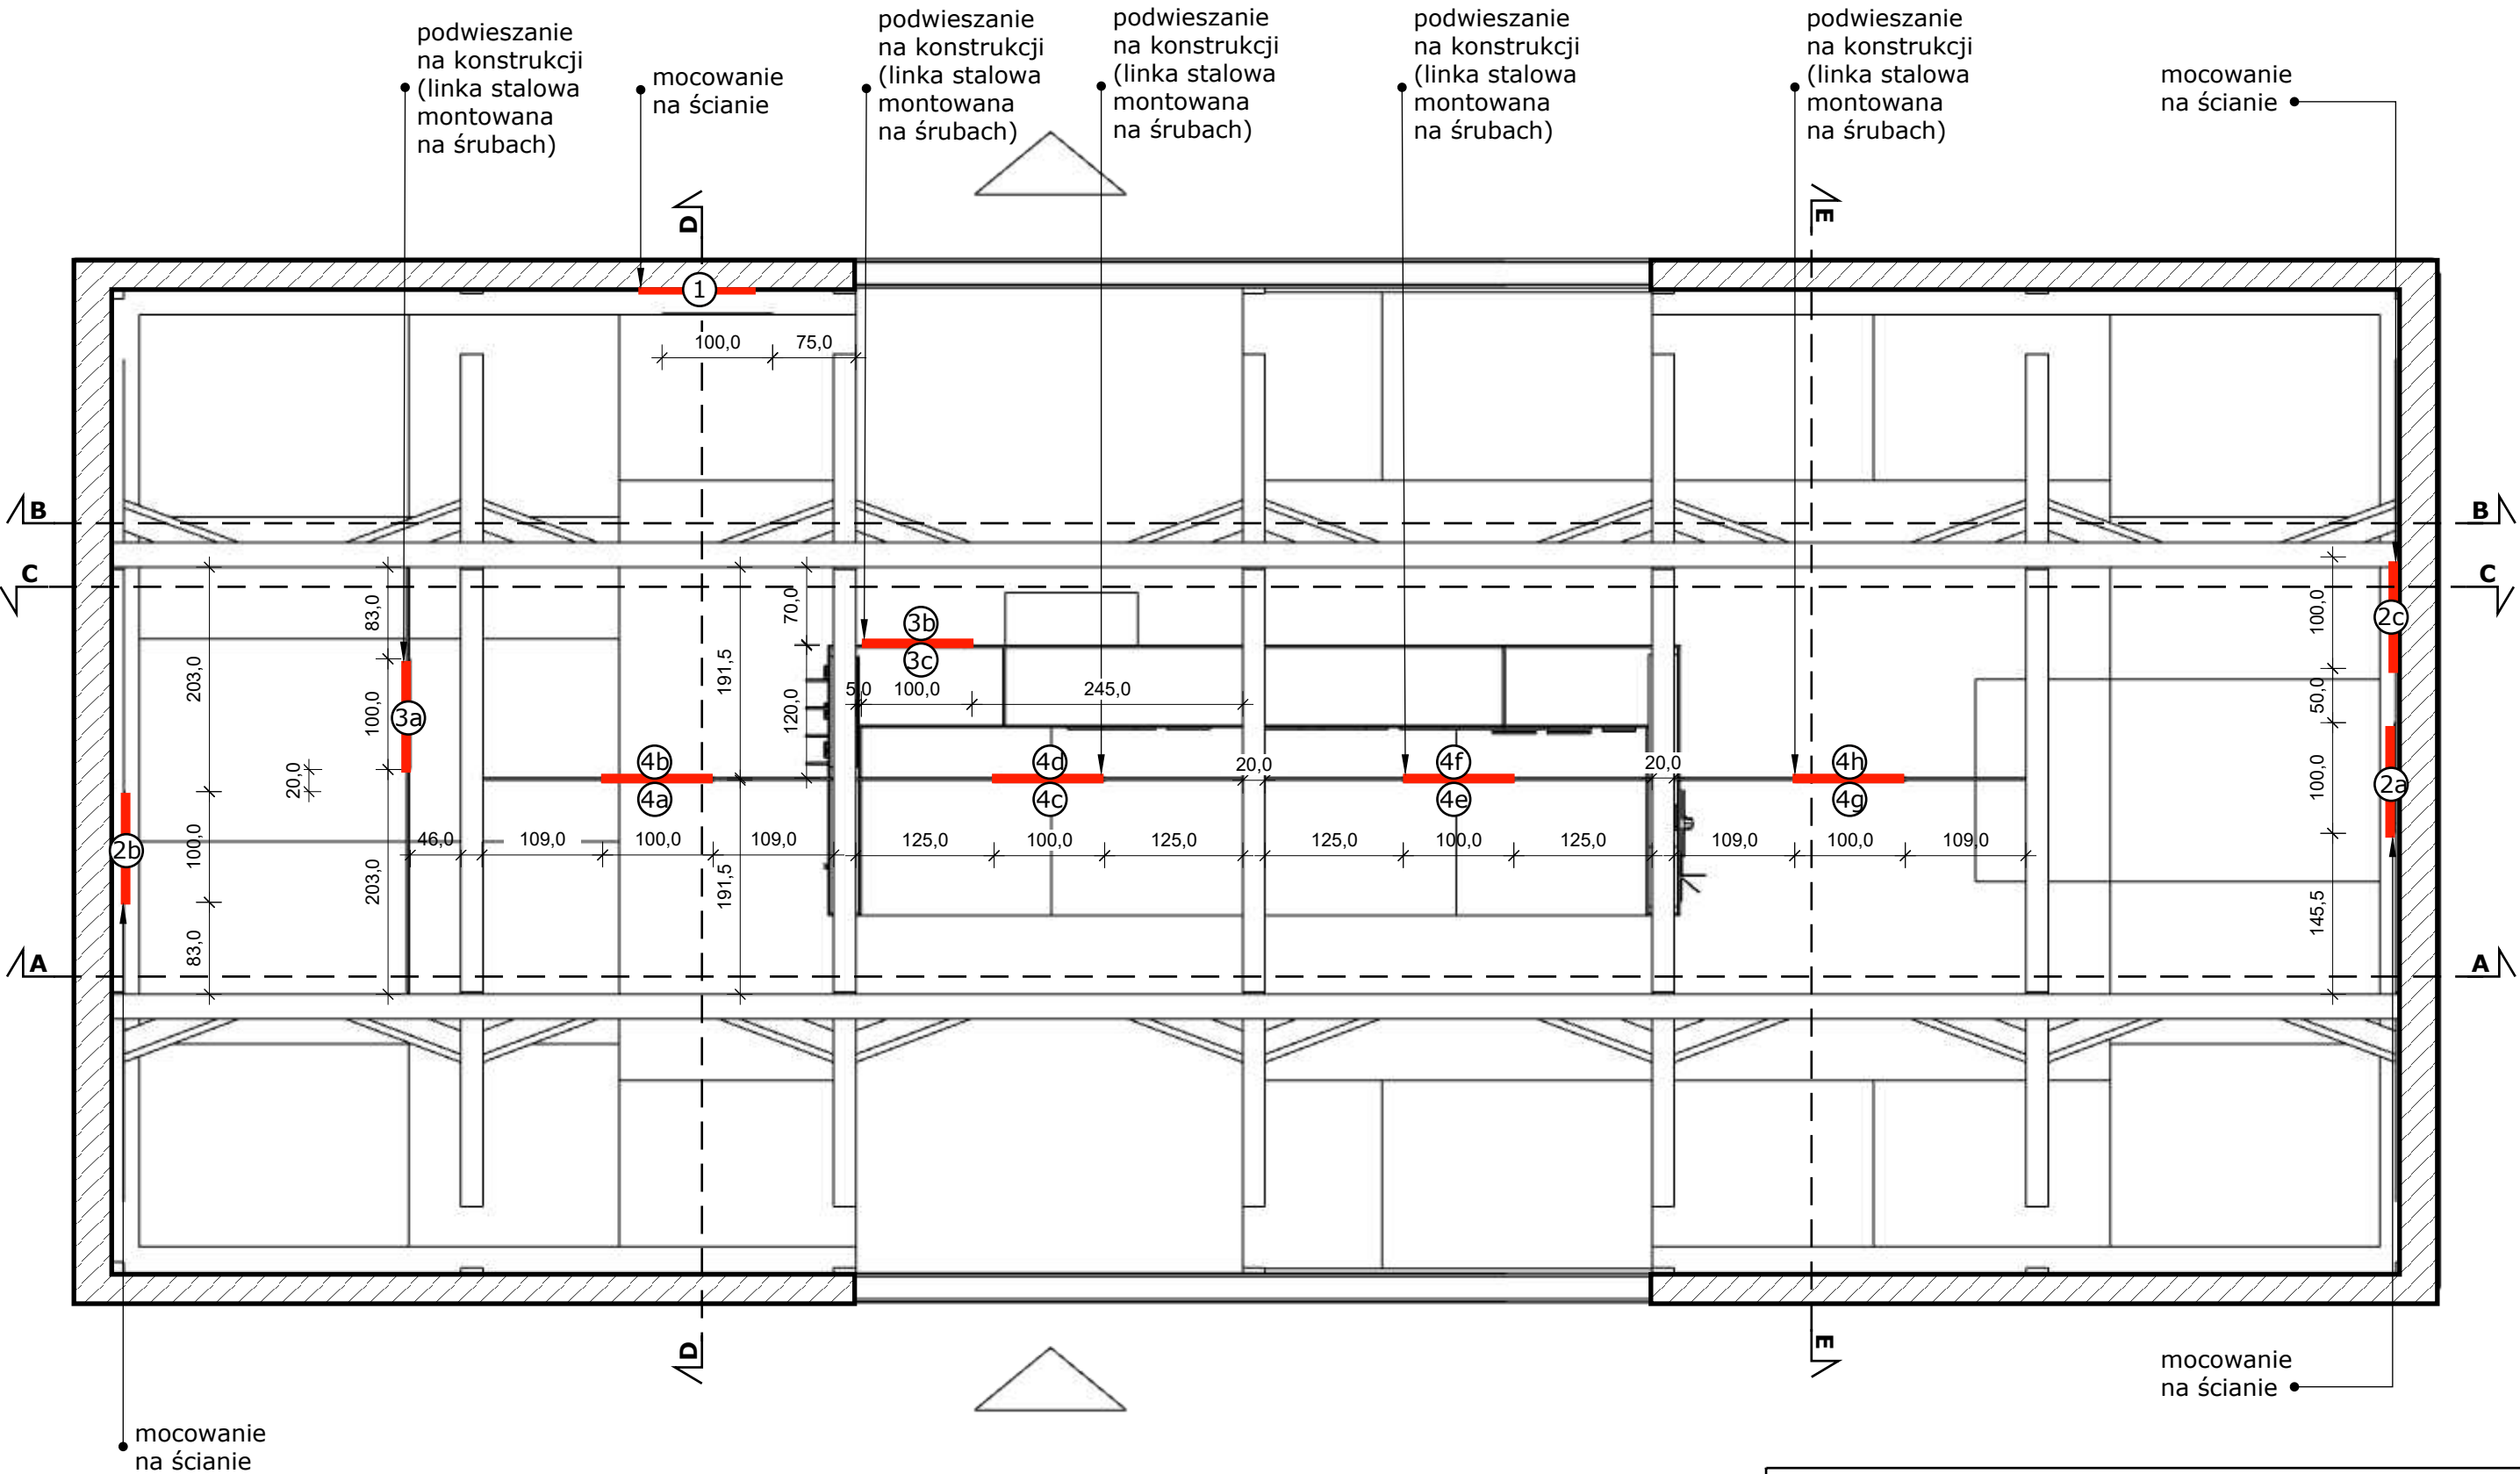 podwieszanie
na konstrukcji
(linka stalowa
montowana
na śrubach)
mocowanie
na ścianie
podwieszanie
na konstrukcji
(linka stalowa
montowana
na śrubach)
podwieszanie
na konstrukcji
(linka stalowa
montowana
na śrubach)
podwieszanie
na konstrukcji
(linka stalowa
montowana
na śrubach)
podwieszanie
na konstrukcji
(linka stalowa
montowana
na śrubach)
mocowanie
na ścianie
D
E
1
100,0 75,0
B
B
C
C
203,0
100,0
83,0
20,0
83,0
100,0
203,0
191,5
191,5
70,0
120,0
3b
3c
5,0 100,0 245,0
3a
2b
4b
4a
4d
4c
20,0
4f
4e
20,0
4h
4g
2c
2a
100,0
50,0
100,0
145,5
46,0 109,0 100,0 109,0 125,0 100,0 125,0 125,0 100,0 125,0 109,0 100,0 109,0
A
A
D
E
mocowanie
na ścianie
mocowanie
na ścianie